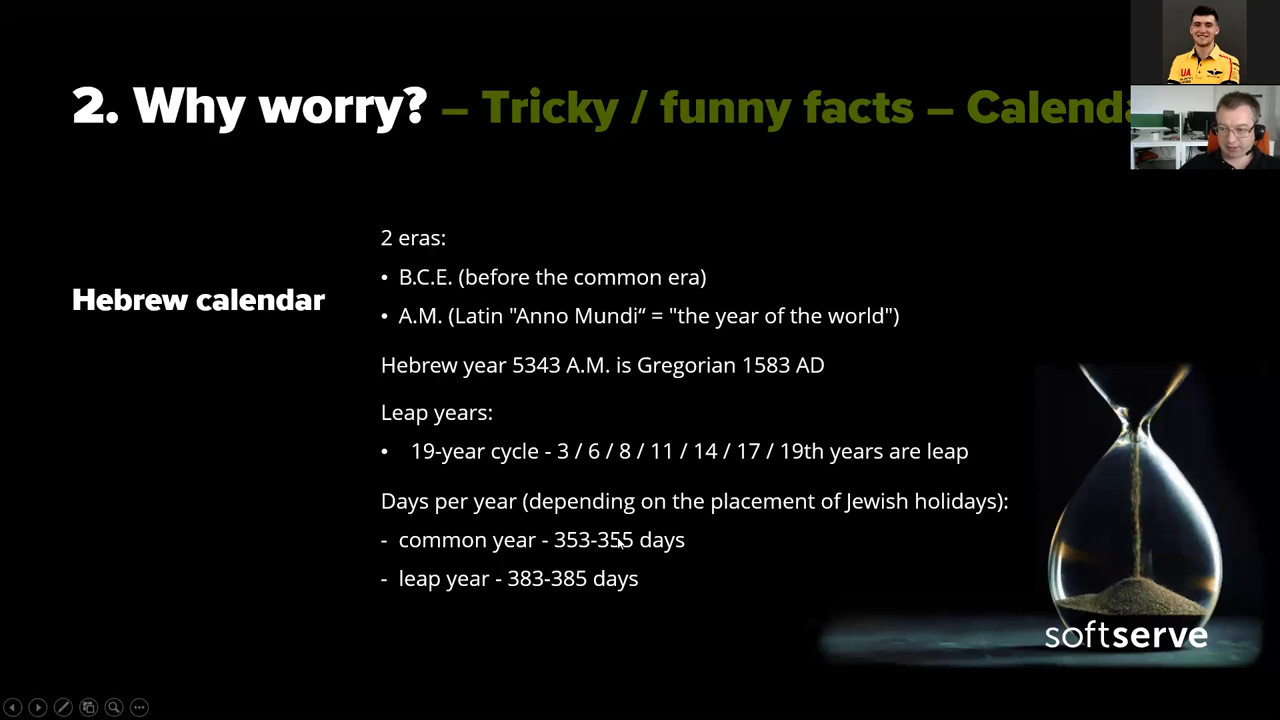 2. Why worry? – Tricky / funny facts – Calenda
Hebrew calendar
2 eras:
• B.C.E. (before the common era)
• A.M. (Latin "Anno Mundi“ = "the year of the world")
Hebrew year 5343 A.M. is Gregorian 1583 AD
Leap years:
• 19-year cycle - 3 / 6 / 8 / 11 / 14 / 17 / 19th years are leap
Days per year (depending on the placement of Jewish holidays):
- common year - 353-355 days
- leap year - 383-385 days
softserve
UA